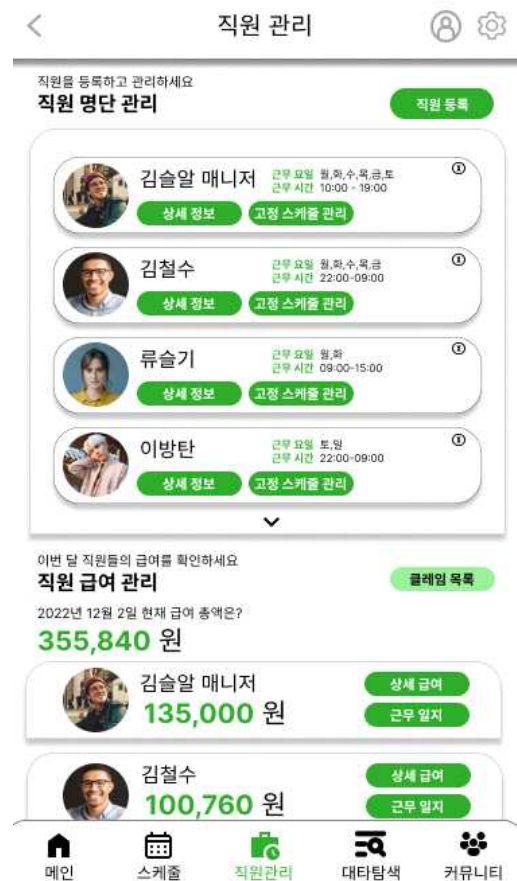 직원 관리
직원을 등록하고 관리하세요
직원 명단 관리
직원 등록
김슬알 매니저
근무 요일 월,화,수,목,금,토
근무 시간 10:00 - 19:00
상세 정보
고정 스케줄 관리
김철수
근무 요일 월,화,수,목,금
근무 시간 22:00-09:00
상세 정보
고정 스케줄 관리
류슬기
근무 요일 월,화
근무 시간 09:00-15:00
상세 정보
고정 스케줄 관리
이방탄
근무 요일 토,일
근무 시간 22:00-09:00
상세 정보
고정 스케줄 관리
이번 달 직원들의 급여를 확인하세요
직원 급여 관리
클레임 목록
2022년 12월 2일 현재 급여 총액은?
355,840 원
김슬알 매니저
135,000 원
상세 급여
근무 일지
김철수
100,760 원
상세 급여
근무 일지
메인
스케줄
직원관리
대타탐색
커뮤니티